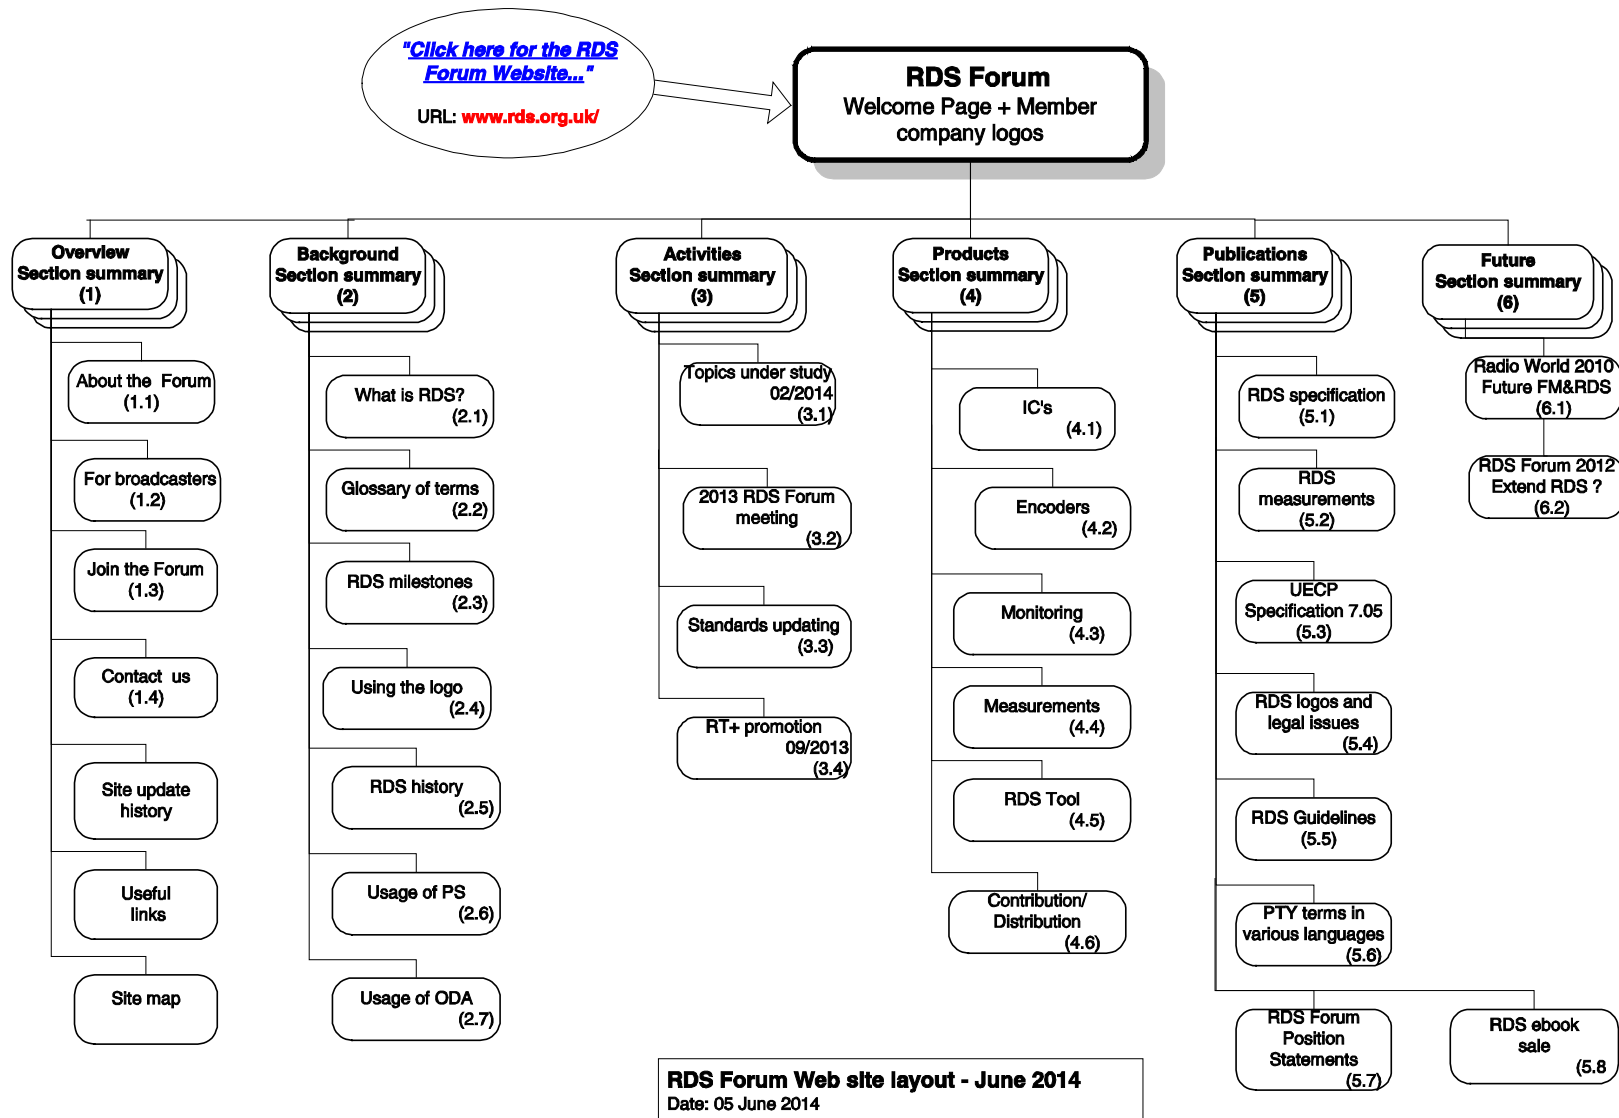 "Click here for the RDS
Forum Website..."
URL: www.rds.org.uk/
RDS Forum
Welcome Page + Member
company logos
Overview
Section summary
(1)
About the Forum
(1.1)
For broadcasters
(1.2)
Join the Forum
(1.3)
Contact us
(1.4)
Site update
history
Useful
links
Site map
Background
Section summary
(2)
What is RDS?
(2.1)
Glossary of terms
(2.2)
RDS milestones
(2.3)
Using the logo
(2.4)
RDS history
(2.5)
Usage of PS
(2.6)
Usage of ODA
(2.7)
Activities
Section summary
(3)
Topics under study
02/2014
(3.1)
2013 RDS Forum
meeting
(3.2)
Standards updating
(3.3)
RT+ promotion
09/2013
(3.4)
Products
Section summary
(4)
IC's
(4.1)
Encoders
(4.2)
Monitoring
(4.3)
Measurements
(4.4)
RDS Tool
(4.5)
Contribution/
Distribution
(4.6)
Publications
Section summary
(5)
RDS specification
(5.1)
RDS
measurements
(5.2)
UECP
Specification 7.05
(5.3)
RDS logos and
legal issues
(5.4)
RDS Guidelines
(5.5)
PTY terms in
various languages
(5.6)
RDS Forum
Position
Statements
(5.7)
RDS ebook
sale
(5.8
Future
Section summary
(6)
Radio World 2010
Future FM&RDS
(6.1)
RDS Forum 2012
Extend RDS ?
(6.2)
RDS Forum Web site layout - June 2014
Date: 05 June 2014